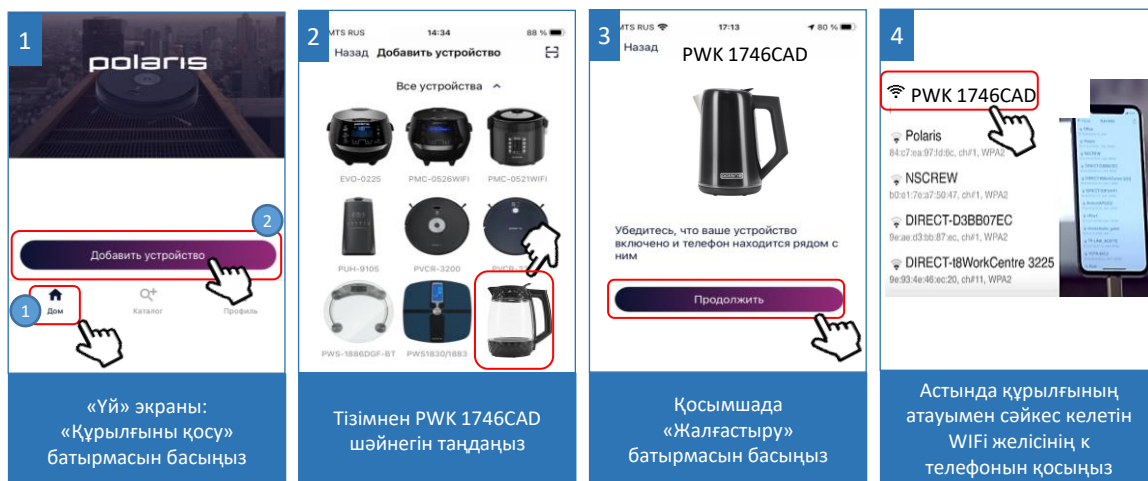 1
polaris
2
Добавить устройство
1
Дом
Каталог
Профиль
«Үй» экраны:
«Құрылғыны қосу»
батырмасын басыңыз
2
MTS RUS 14:34 88 %
Назад Добавить устройство
Все устройства
EVO-0225 PMC-0526WIFI PMC-0521WIFI
PUH-9105 PVCR-3200
PWS-1886DGF-BT PWS1830/1883
Тізімнен PWK 1746CAD
шәйнегін таңдаңыз
3
MTS RUS 17:13 80 %
Назад
PWK 1746CAD
Убедитесь, что ваше устройство
включено и телефон находится рядом с
ним
Продолжить
Қосымшада
«Жалғастыру»
батырмасын басыңыз
4
PWK 1746CAD
Polaris
84:c7:ea:97:fd:6c, ch#1, WPA2
NSCREW
b0:e1:7e:a7:50:47, ch#1, WPA2
DIRECT-D3BB07EC
9e:ae:d3:bb:87:ec, ch#1, WPA2
DIRECT-t8WorkCentre 3225
9e:93:4e:46:ec:20, ch#11, WPA2
Астында құрылғының
атауымен сәйкес келетін
WIFi желісінің к
телефонын қосыңыз